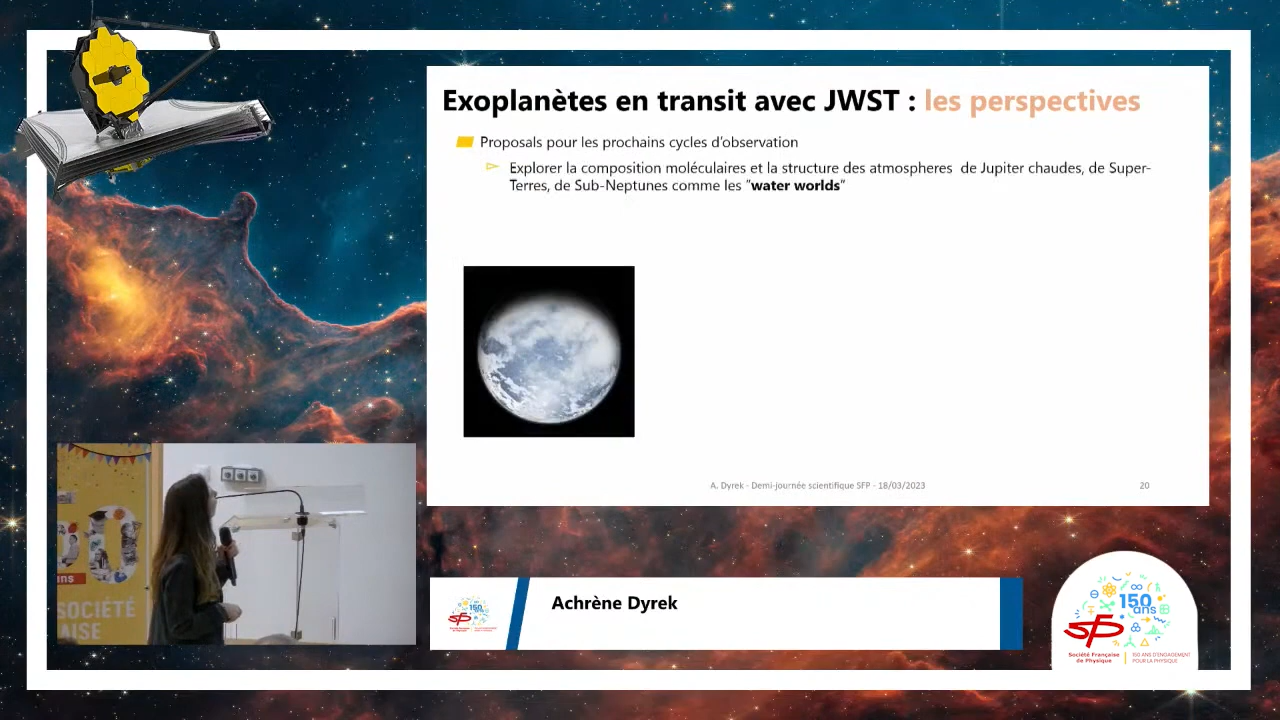 Exoplanètes en transit avec JWST : les perspectives
Proposals pour les prochains cycles d'observation
Explorer la composition moléculaires et la structure des atmospheres de Jupiter chaudes, de Super-
Terres, de Sub-Neptunes comme les "water worlds"
A. Dyrek - Demi-journée scientifique SFP - 18/03/2023
20
ans
SOCIÉTÉ
AISE
150
ans
SFP
Achrène Dyrek
150
ans
SFP
Société Française
de Physique
150 ANS D'ENGAGEMENT
POUR LA PHYSIQUE